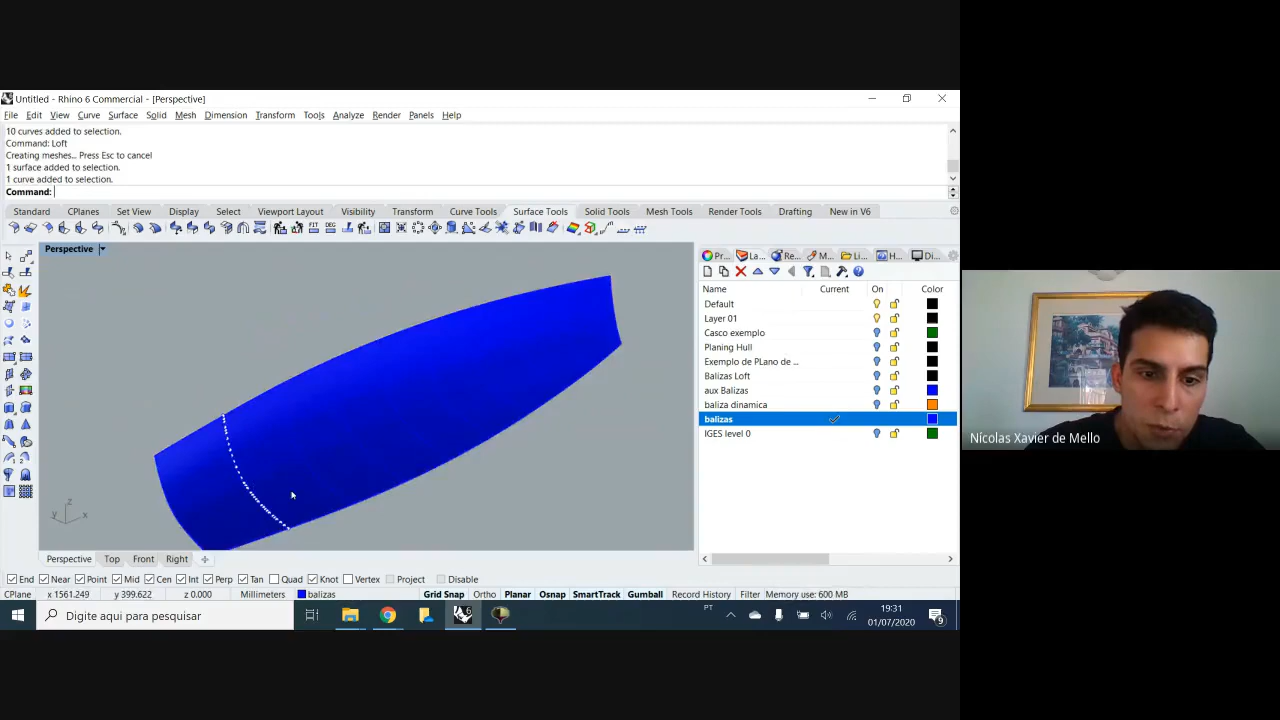 Untitled - Rhino 6 Commercial - [Perspective]
File Edit View Curve Surface Solid Mesh Dimension Transform Tools Analyze Render Panels Help
10 curves added to selection.
Command: Loft
Creating meshes... Press Esc to cancel
1 surface added to selection.
1 curve added to selection.
Command:
Standard CPlanes Set View Display Select Viewport Layout Visibility Transform Curve Tools Surface Tools Solid Tools Mesh Tools Render Tools Drafting New in V6
Perspective
Pr... La... Re... M... Li... H... Di...
Name Current On Color
Default
Layer 01
Casco exemplo
Planing Hull
Exemplo de PLano de ...
Balizas Loft
aux Balizas
baliza dinamica
balizas
IGES level 0
Nícolas Xavier de Mello
z
y x
Perspective Top Front Right
End Near Point Mid Cen Int Perp Tan Quad Knot Vertex Project Disable
CPlane x 1561.249 y 399.622 z 0.000 Millimeters balizas Grid Snap Ortho Planar Osnap SmartTrack Gumball Record History Filter Memory use: 600 MB
Digite aqui para pesquisar
PT
19:31
01/07/2020
9